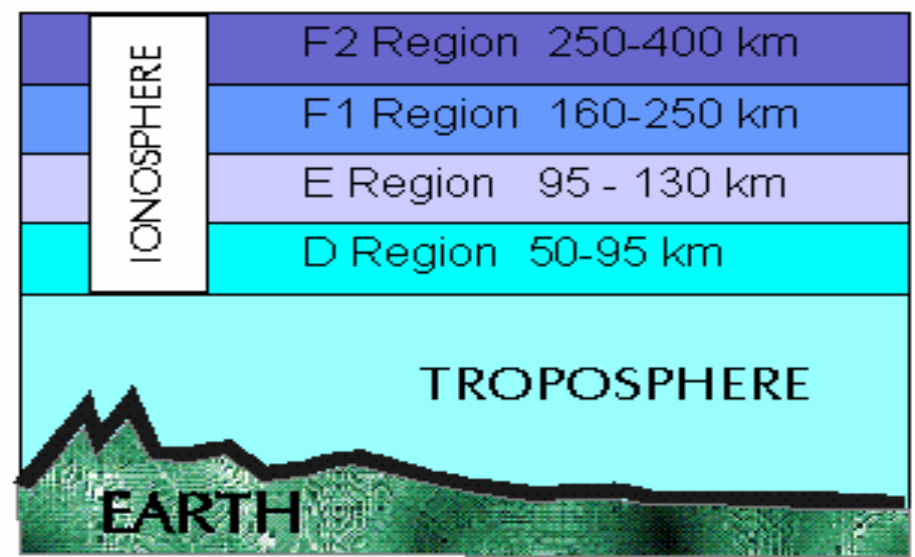 IONOSPHERE
F2 Region 250-400 km
F1 Region 160-250 km
E Region 95 - 130 km
D Region 50-95 km
TROPOSPHERE
EARTH